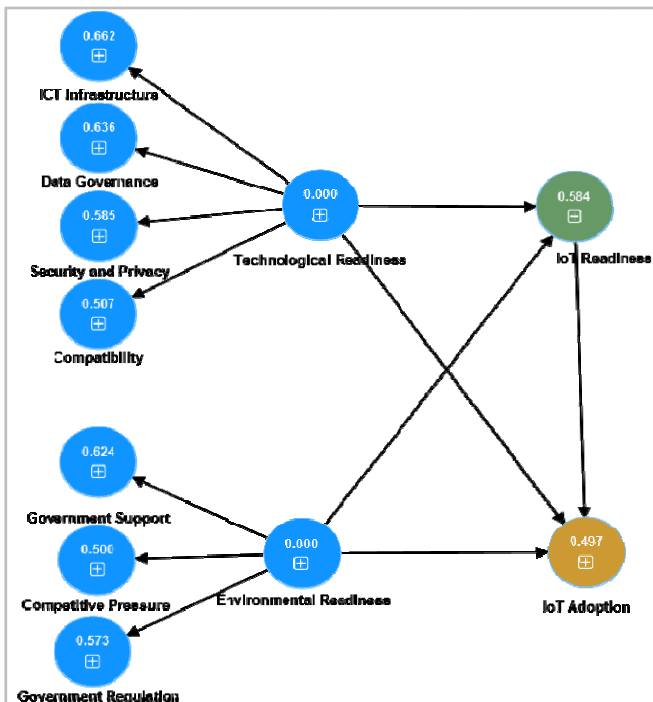 0.662
ICT Infrastructure
0.636
Data Governance
0.585
Security and Privacy
0.507
Compatibility
0.000
Technological Readiness
0.584
IoT Readiness
0.624
Government Support
0.500
Competitive Pressure
0.573
Government Regulation
0.000
Environmental Readiness
0.497
IoT Adoption